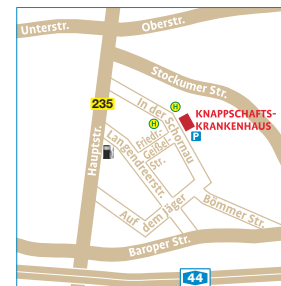 Unterstr.
Oberstr.
Stockumer Str.
235
In der Schornau
H
KNAPPSCHAFTS-
KRANKENHAUS
H
P
Friedr.-
Geißel-
Str.
Hauptstr.
Langendreerstr.
Auf dem Jäger
Bömmer Str.
Baroper Str.
44